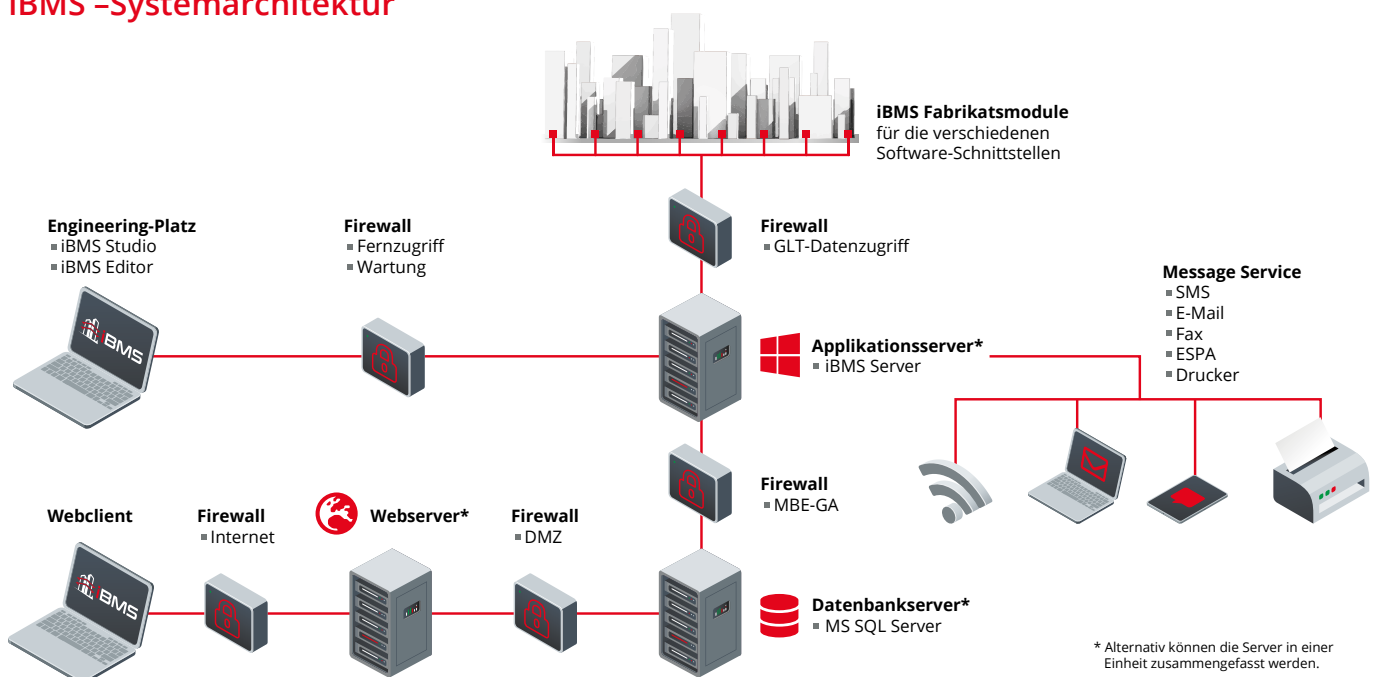 iBMS –Systemarchitektur
iBMS Fabrikatsmodule
für die verschiedenen
Software-Schnittstellen
Engineering-Platz
▪ iBMS Studio
▪ iBMS Editor
Firewall
▪ Fernzugriff
▪ Wartung
Firewall
▪ GLT-Datenzugriff
Message Service
▪ SMS
▪ E-Mail
▪ Fax
▪ ESPA
▪ Drucker
iBMS
Applikationsserver*
▪ iBMS Server
Firewall
▪ MBE-GA
Webclient
Firewall
▪ Internet
Webserver*
Firewall
▪ DMZ
iBMS
Datenbankserver*
▪ MS SQL Server
* Alternativ können die Server in einer
Einheit zusammengefasst werden.